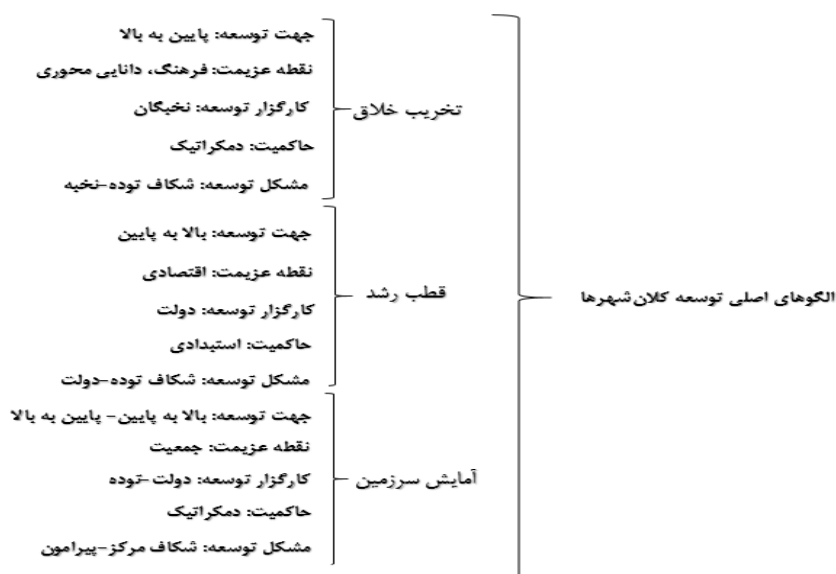 الگوهای اصلی توسعه کلان‌شهرها
تخریب خلاق
جهت توسعه: پایین به بالا
نقطه عزیمت: فرهنگ، دانایی محوری
کارگزار توسعه: نخبگان
حاکمیت: دمکراتیک
مشکل توسعه: شکاف توده-نخبه
قطب رشد
جهت توسعه: بالا به پایین
نقطه عزیمت: اقتصادی
کارگزار توسعه: دولت
حاکمیت: استبدادی
مشکل توسعه: شکاف توده-دولت
آمایش سرزمین
جهت توسعه: بالا به پایین- پایین به بالا
نقطه عزیمت: جمعیت
کارگزار توسعه: دولت-توده
حاکمیت: دمکراتیک
مشکل توسعه: شکاف مرکز-پیرامون